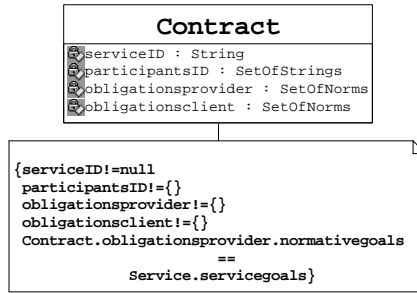 Contract
serviceID : String
participantsID : SetOfStrings
obligationsprovider : SetOfNorms
obligationsclient : SetOfNorms
{serviceID!=null
participantsID!={}
obligationsprovider!={}
obligationsclient!={}
Contract.obligationsprovider.normativegoals
==
Service.servicegoals}